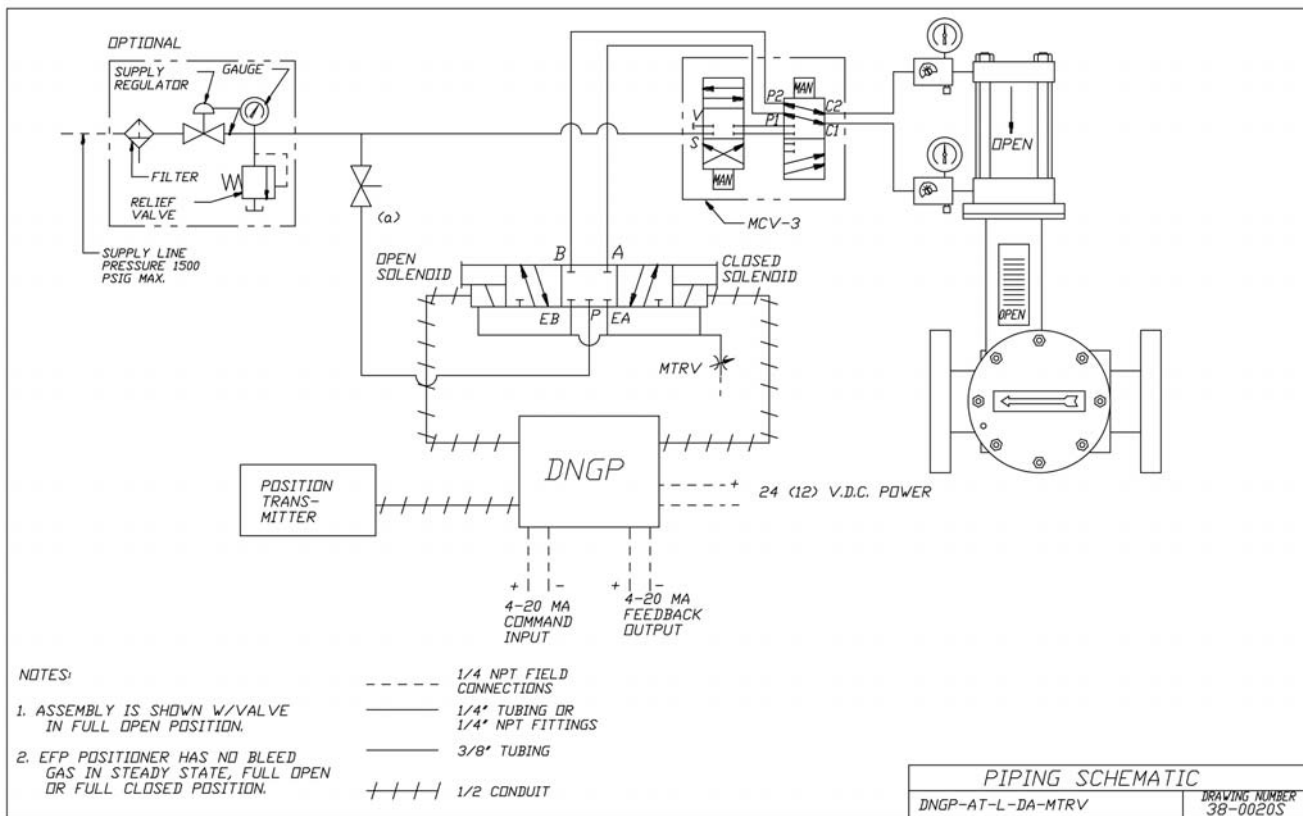 OPTIONAL
SUPPLY
REGULATOR
GAUGE
FILTER
RELIEF
VALVE
SUPPLY LINE
PRESSURE 1500
PSIG MAX.
(a)
MAN
V
S
MAN
P2
P1
C2
C1
MCV-3
OPEN
OPEN
OPEN
SOLENOID
B
A
CLOSED
SOLENOID
EB
P
EA
MTRV
DNGP
POSITION
TRANS-
MITTER
+
24 (12) V.D.C. POWER
-
+ -
4-20 MA
COMMAND
INPUT
+ -
4-20 MA
FEEDBACK
OUTPUT
NOTES:
1. ASSEMBLY IS SHOWN W/VALVE
IN FULL OPEN POSITION.
2. EFP POSITIONER HAS NO BLEED
GAS IN STEADY STATE, FULL OPEN
OR FULL CLOSED POSITION.
1/4 NPT FIELD
CONNECTIONS
1/4" TUBING OR
1/4" NPT FITTINGS
3/8" TUBING
1/2 CONDUIT
PIPING SCHEMATIC
DNGP-AT-L-DA-MTRV
DRAWING NUMBER
38-0020S